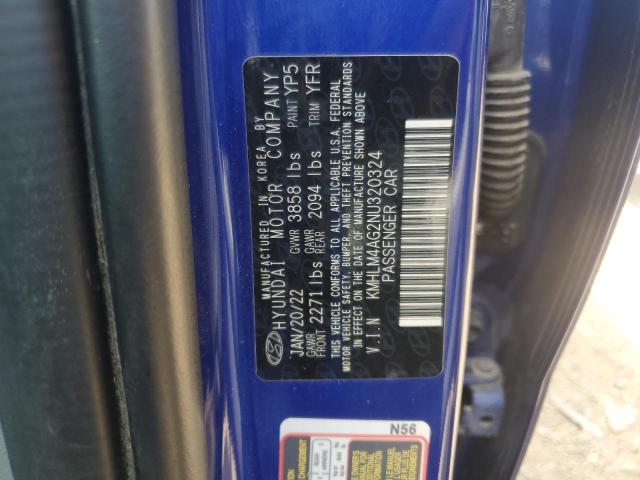 MANUFACTURED IN KOREA BY
HYUNDAI MOTOR COMPANY
JAN/20/22 GVWR 3858 lbs PAINT YP5
GAWR FRONT 2271 lbs GAWR REAR 2094 lbs TRIM YFR
THIS VEHICLE CONFORMS TO ALL APPLICABLE U.S.A. FEDERAL
MOTOR VEHICLE SAFETY, BUMPER, AND THEFT PREVENTION STANDARDS
IN EFFECT ON THE DATE OF MANUFACTURE SHOWN ABOVE
V.I.N KMHLM4AG2NU320324
PASSENGER CAR
N56